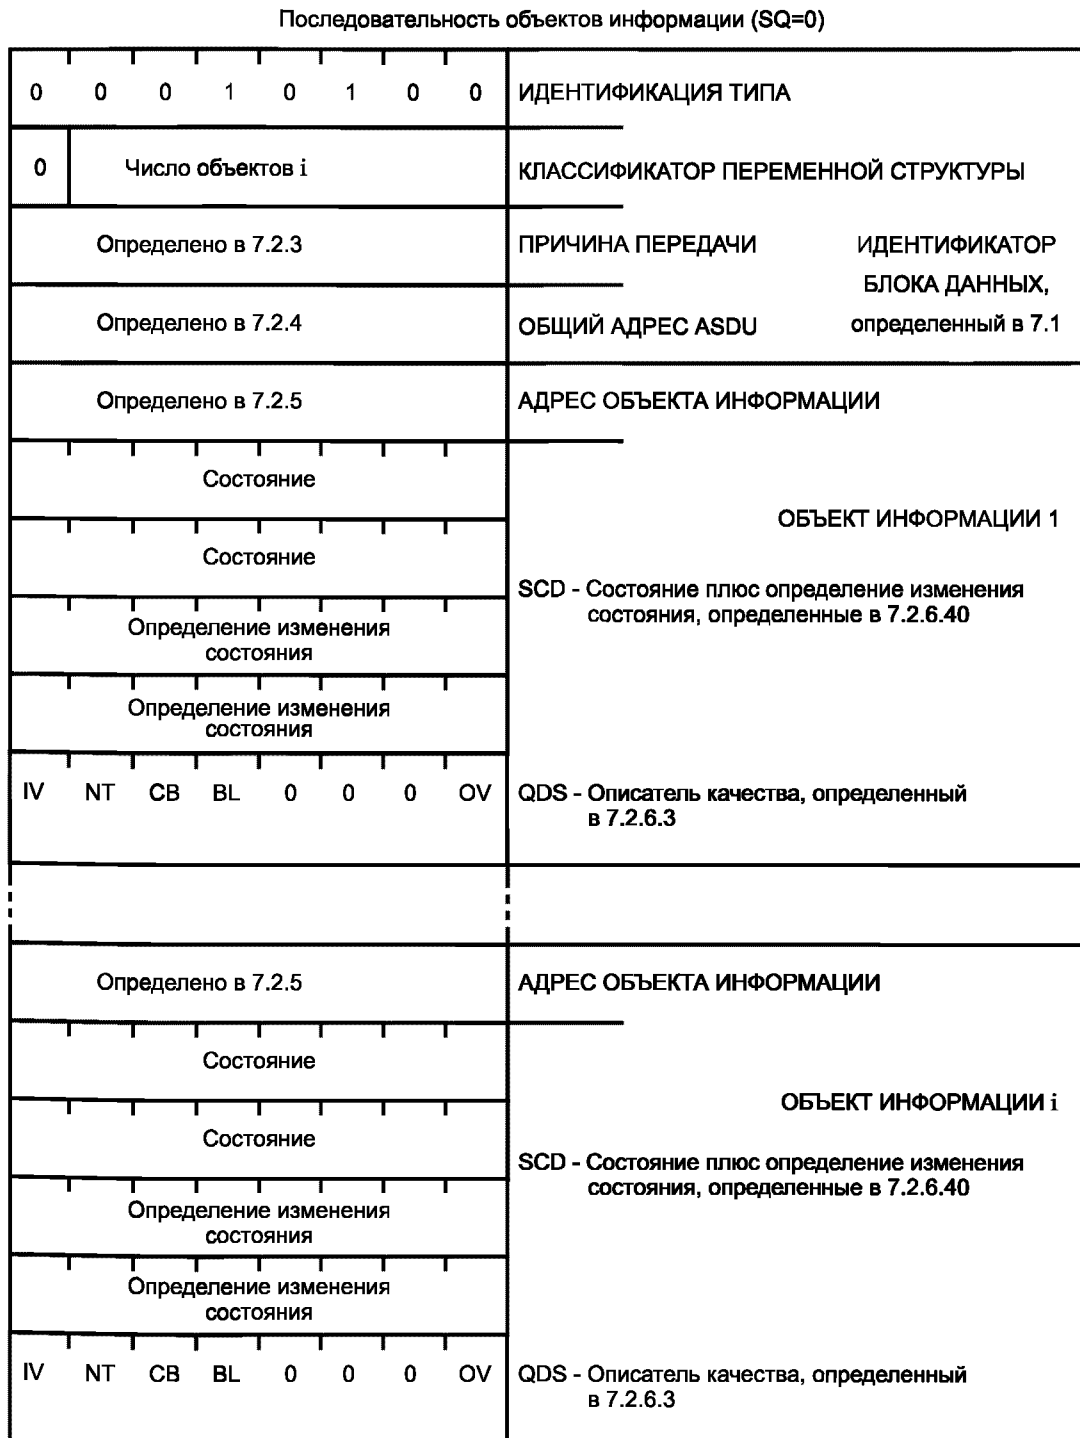 Последовательность объектов информации (SQ=0)
0 0 0 1 0 1 0 0 ИДЕНТИФИКАЦИЯ ТИПА
0 Число объектов i КЛАССИФИКАТОР ПЕРЕМЕННОЙ СТРУКТУРЫ
Определено в 7.2.3 ПРИЧИНА ПЕРЕДАЧИ ИДЕНТИФИКАТОР
БЛОКА ДАННЫХ,
Определено в 7.2.4 ОБЩИЙ АДРЕС ASDU определенный в 7.1
Определено в 7.2.5 АДРЕС ОБЪЕКТА ИНФОРМАЦИИ
Состояние
ОБЪЕКТ ИНФОРМАЦИИ 1
Состояние
SCD - Состояние плюс определение изменения
состояния, определенные в 7.2.6.40
Определение изменения
состояния
Определение изменения
состояния
IV NT CB BL 0 0 0 OV QDS - Описатель качества, определенный
в 7.2.6.3
Определено в 7.2.5 АДРЕС ОБЪЕКТА ИНФОРМАЦИИ
Состояние
ОБЪЕКТ ИНФОРМАЦИИ i
Состояние
SCD - Состояние плюс определение изменения
состояния, определенные в 7.2.6.40
Определение изменения
состояния
Определение изменения
состояния
IV NT CB BL 0 0 0 OV QDS - Описатель качества, определенный
в 7.2.6.3